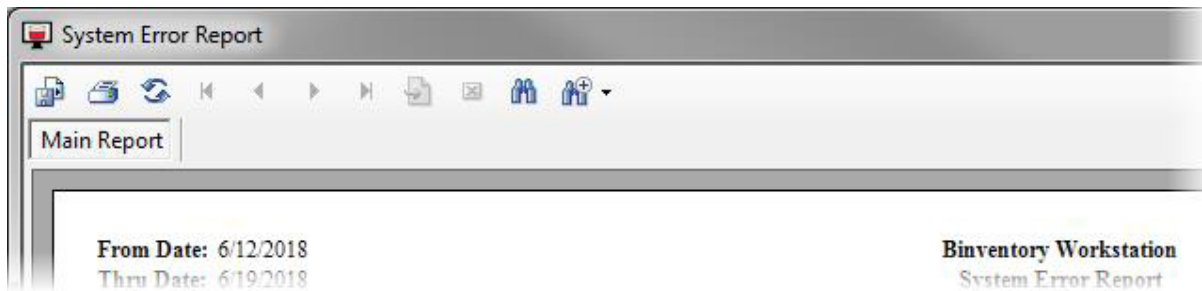 System Error Report
Main Report
From Date: 6/12/2018
Binventory Workstation
Thru Date: 6/19/2018
System Error Report